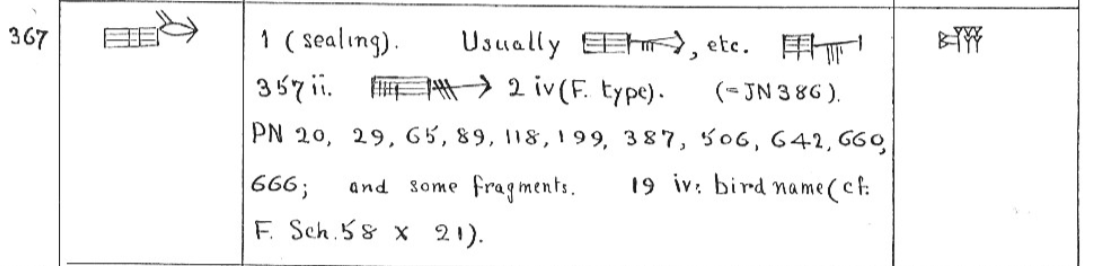 367 1 (sealing). Usually , etc.
357 ii. 2 iv (F. type). (= JN 386).
PN 20, 29, 65, 89, 118, 199, 387, 506, 642, 660,
666; and some fragments. 19 iv: bird name (cf.
F. Sch. 58 x 21).